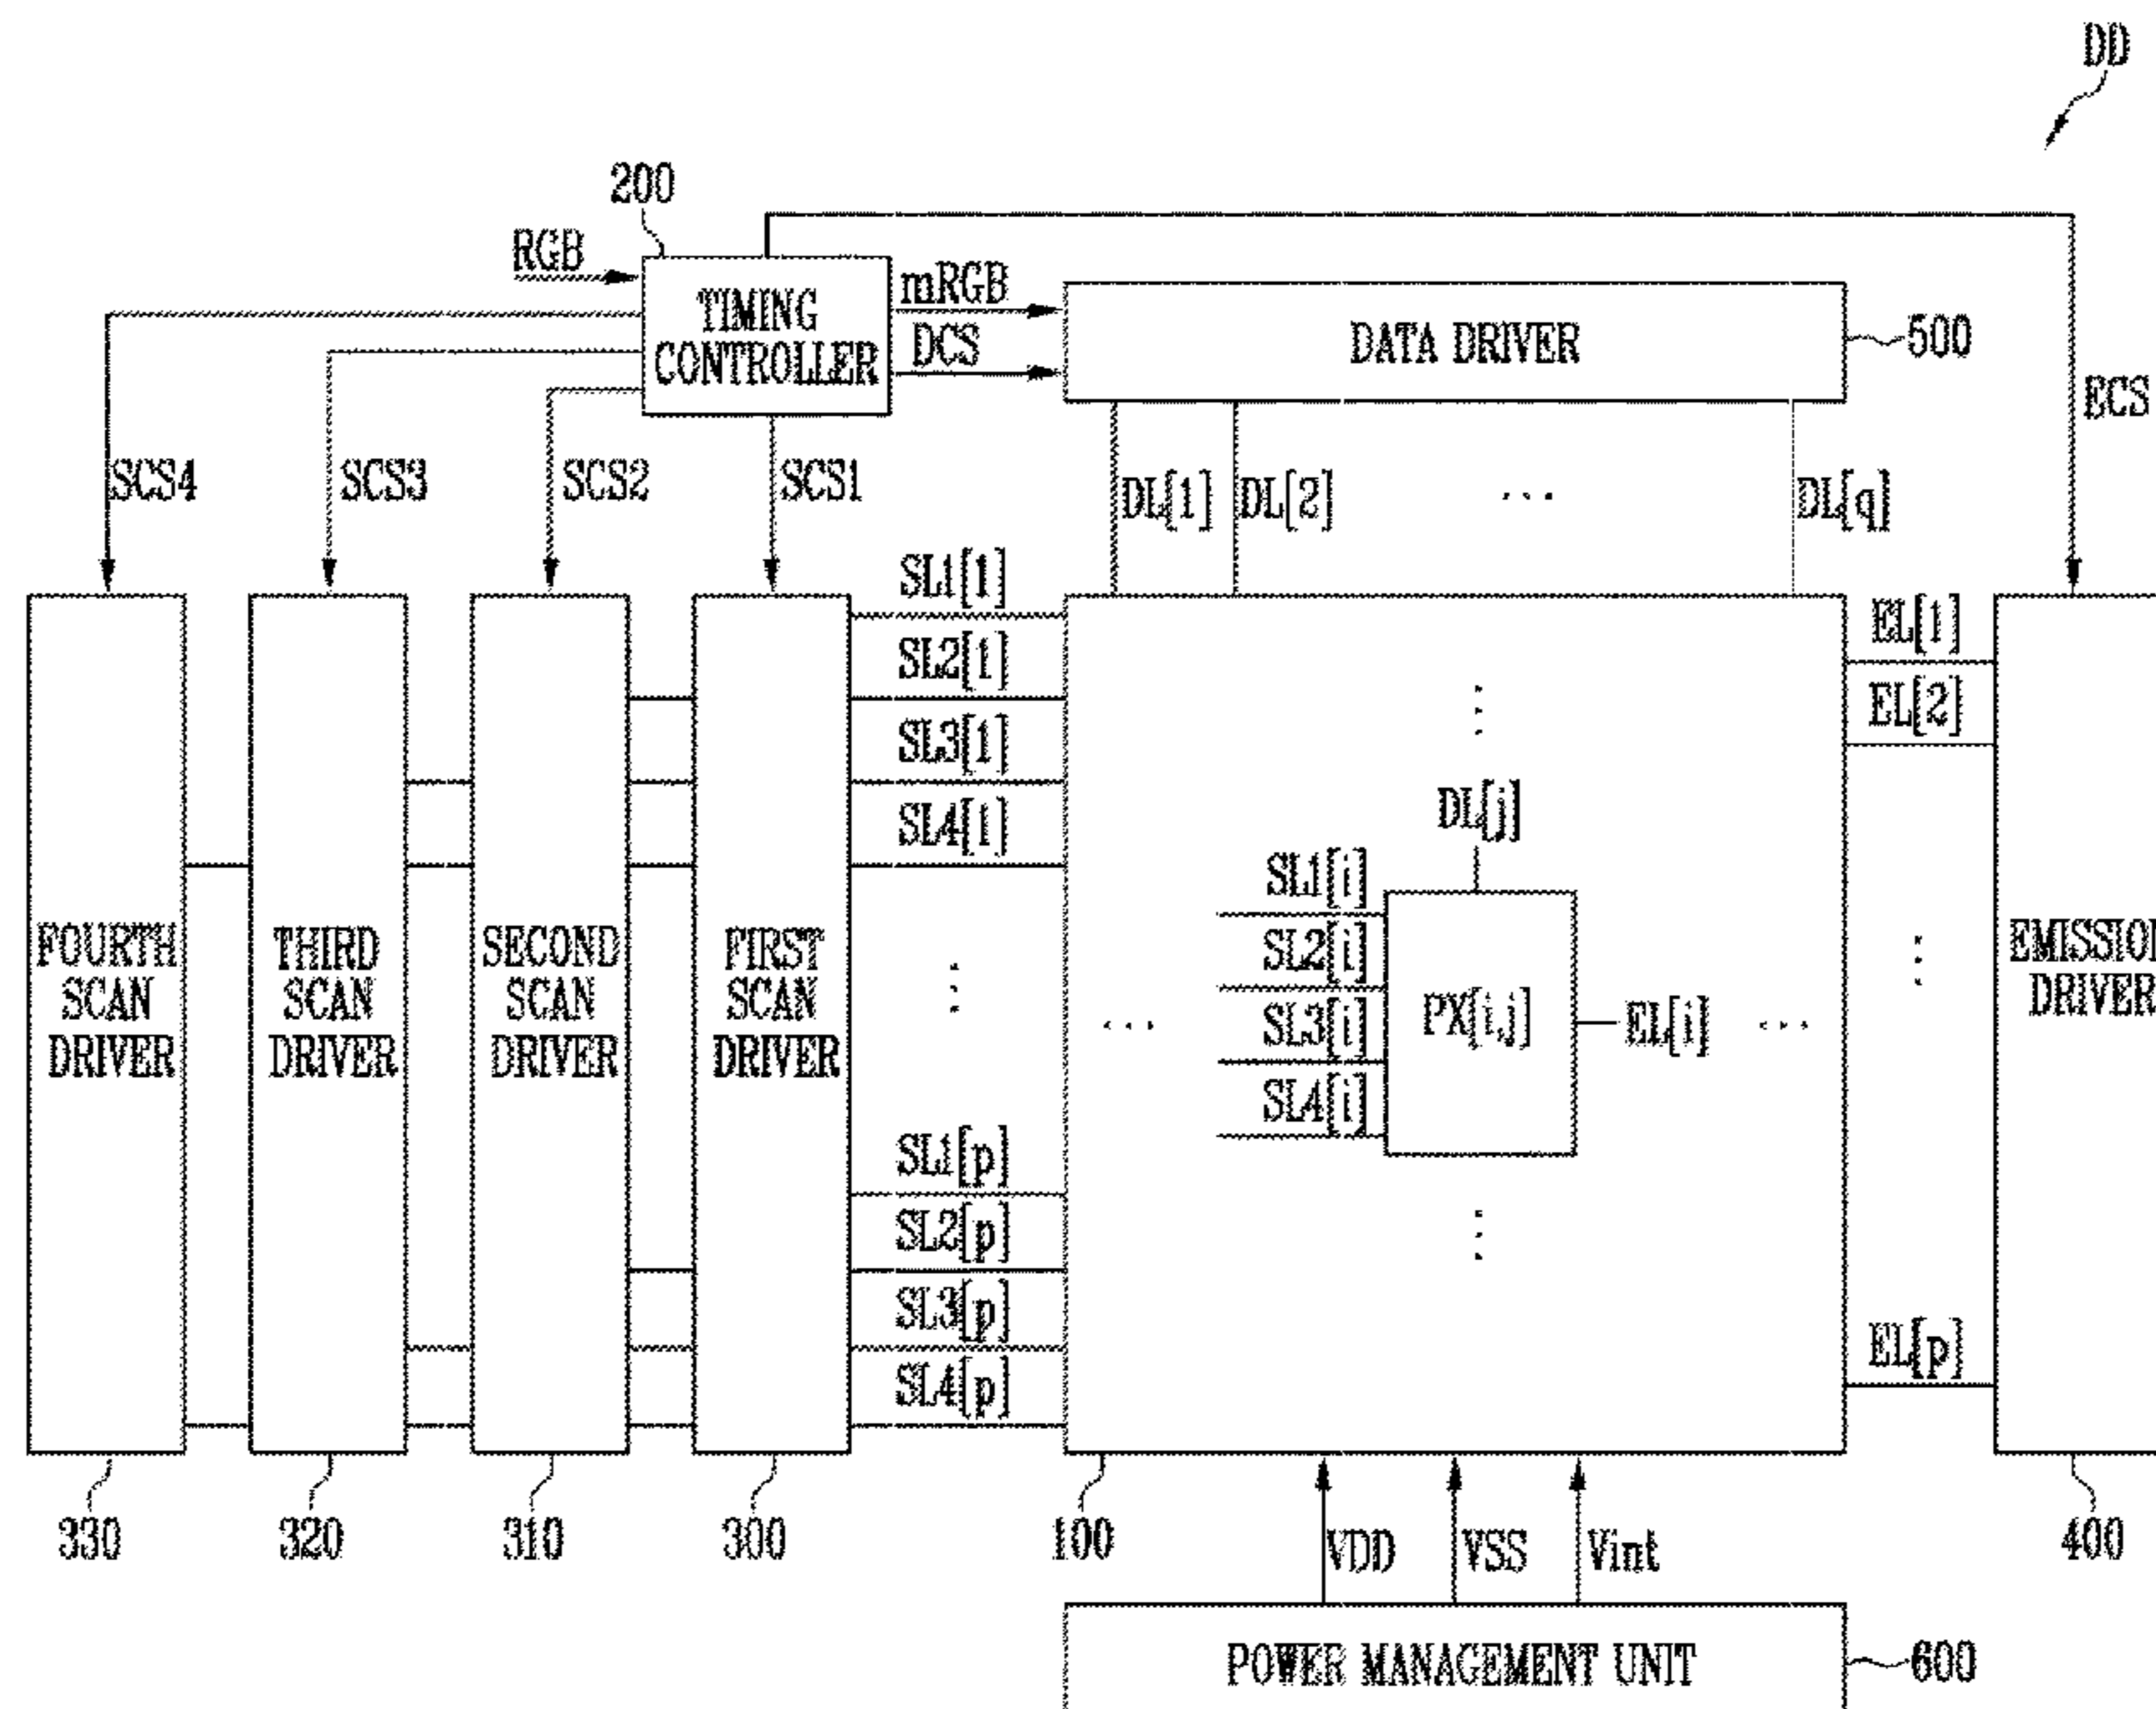 DD
200
RGB
TIMING
CONTROLLER
mRGB
DCS
DATA DRIVER
500
ECS
SCS4
SCS3
SCS2
SCS1
DL[1]
DL[2]
...
DL[q]
SL1[1]
SL2[1]
SL3[1]
SL4[1]
EL[1]
EL[2]
DL[j]
SL1[i]
SL2[i]
SL3[i]
SL4[i]
PX[i,j]
EL[i]
FOURTH
SCAN
DRIVER
THIRD
SCAN
DRIVER
SECOND
SCAN
DRIVER
FIRST
SCAN
DRIVER
EMISSION
DRIVER
SL1[p]
SL2[p]
SL3[p]
SL4[p]
EL[p]
330
320
310
300
100
400
VDD
VSS
Vint
POWER MANAGEMENT UNIT
600